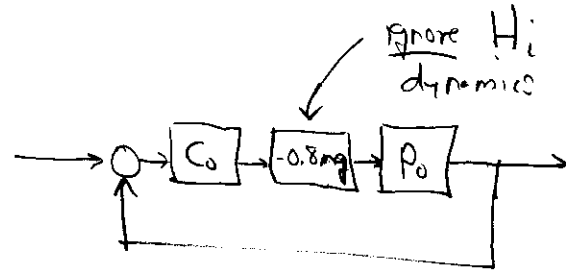 ignore Hi
dynamics
C₀
-0.8mg
P₀